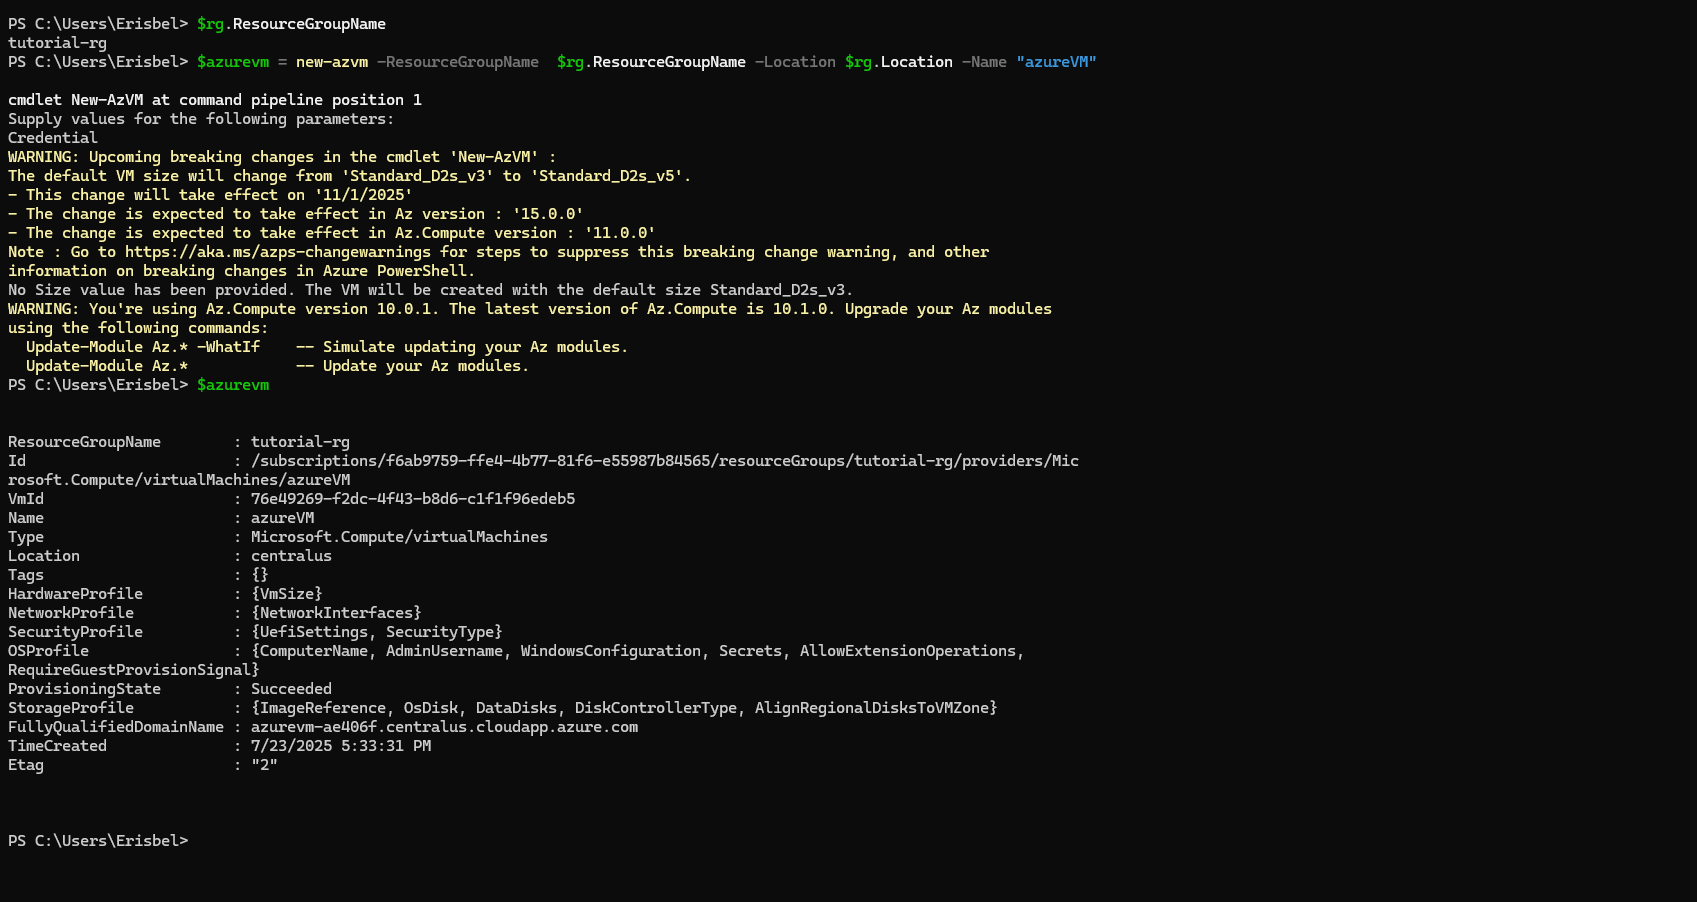 PS C:\Users\Erisbel> $rg.ResourceGroupName
tutorial-rg
PS C:\Users\Erisbel> $azurevm = new-azvm -ResourceGroupName  $rg.ResourceGroupName -Location $rg.Location -Name "azureVM"
cmdlet New-AzVM at command pipeline position 1
Supply values for the following parameters:
Credential
WARNING: Upcoming breaking changes in the cmdlet 'New-AzVM' :
The default VM size will change from 'Standard_D2s_v3' to 'Standard_D2s_v5'.
- This change will take effect on '11/1/2025'
- The change is expected to take effect in Az version : '15.0.0'
- The change is expected to take effect in Az.Compute version : '11.0.0'
Note : Go to https://aka.ms/azps-changewarnings for steps to suppress this breaking change warning, and other
information on breaking changes in Azure PowerShell.
No Size value has been provided. The VM will be created with the default size Standard_D2s_v3.
WARNING: You're using Az.Compute version 10.0.1. The latest version of Az.Compute is 10.1.0. Upgrade your Az modules
using the following commands:
  Update-Module Az.* -WhatIf    -- Simulate updating your Az modules.
  Update-Module Az.*            -- Update your Az modules.
PS C:\Users\Erisbel> $azurevm
ResourceGroupName        : tutorial-rg
Id                       : /subscriptions/f6ab9759-ffe4-4b77-81f6-e55987b84565/resourceGroups/tutorial-rg/providers/Mic
rosoft.Compute/virtualMachines/azureVM
VmId                     : 76e49269-f2dc-4f43-b8d6-c1f1f96edeb5
Name                     : azureVM
Type                     : Microsoft.Compute/virtualMachines
Location                 : centralus
Tags                     : {}
HardwareProfile          : {VmSize}
NetworkProfile           : {NetworkInterfaces}
SecurityProfile          : {UefiSettings, SecurityType}
OSProfile                : {ComputerName, AdminUsername, WindowsConfiguration, Secrets, AllowExtensionOperations,
RequireGuestProvisionSignal}
ProvisioningState        : Succeeded
StorageProfile           : {ImageReference, OsDisk, DataDisks, DiskControllerType, AlignRegionalDisksToVMZone}
FullyQualifiedDomainName : azurevm-ae406f.centralus.cloudapp.azure.com
TimeCreated              : 7/23/2025 5:33:31 PM
Etag                     : "2"
PS C:\Users\Erisbel>